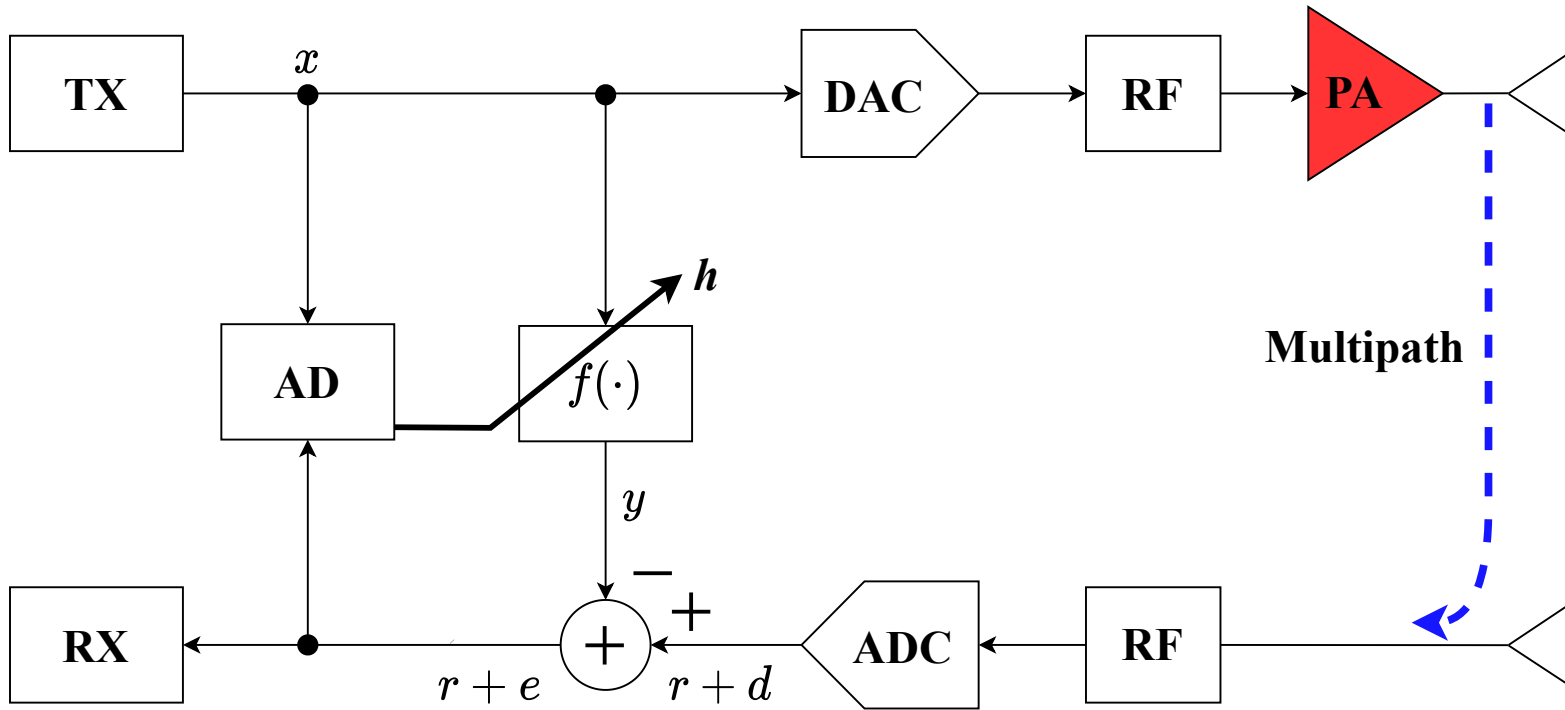 x
TX
DAC
RF
PA
h
AD
f(·)
Multipath
y
−
+
RX
+
ADC
RF
r + e
r + d